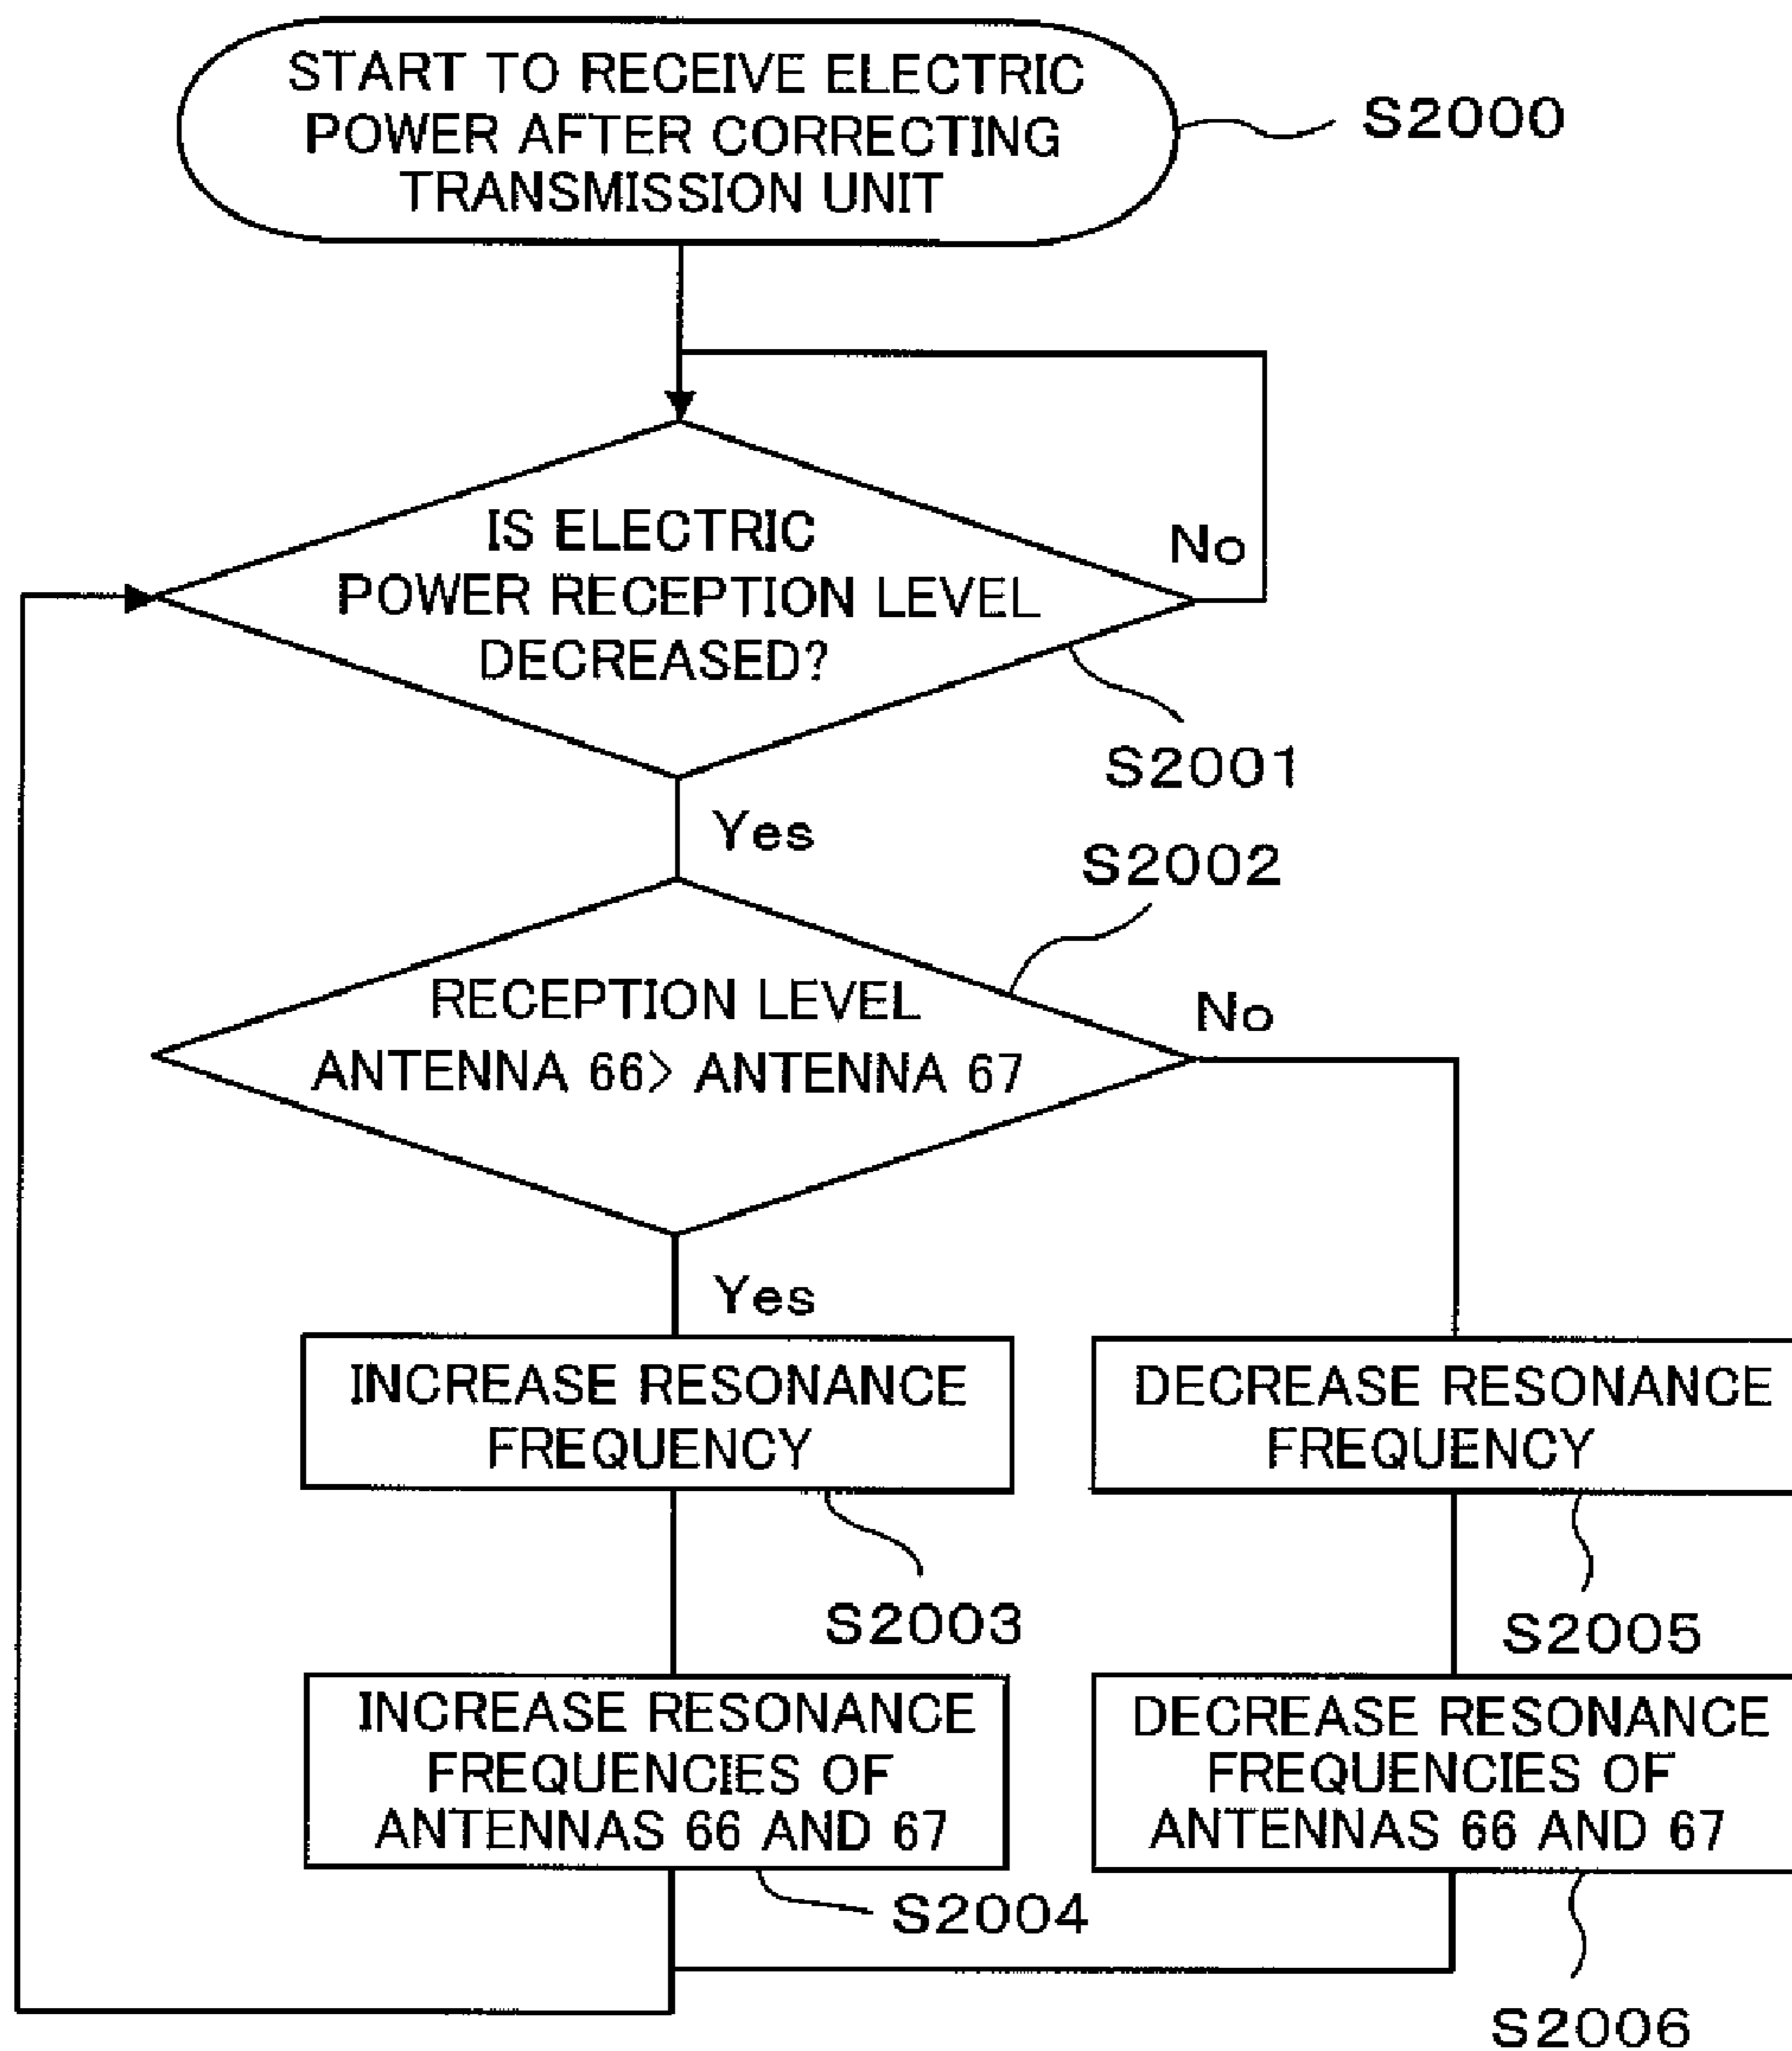 START TO RECEIVE ELECTRIC
POWER AFTER CORRECTING
TRANSMISSION UNIT
S2000
IS ELECTRIC
POWER RECEPTION LEVEL
DECREASED?
No
S2001
Yes
S2002
RECEPTION LEVEL
ANTENNA 66> ANTENNA 67
No
Yes
INCREASE RESONANCE
FREQUENCY
S2003
DECREASE RESONANCE
FREQUENCY
S2005
INCREASE RESONANCE
FREQUENCIES OF
ANTENNAS 66 AND 67
S2004
DECREASE RESONANCE
FREQUENCIES OF
ANTENNAS 66 AND 67
S2006